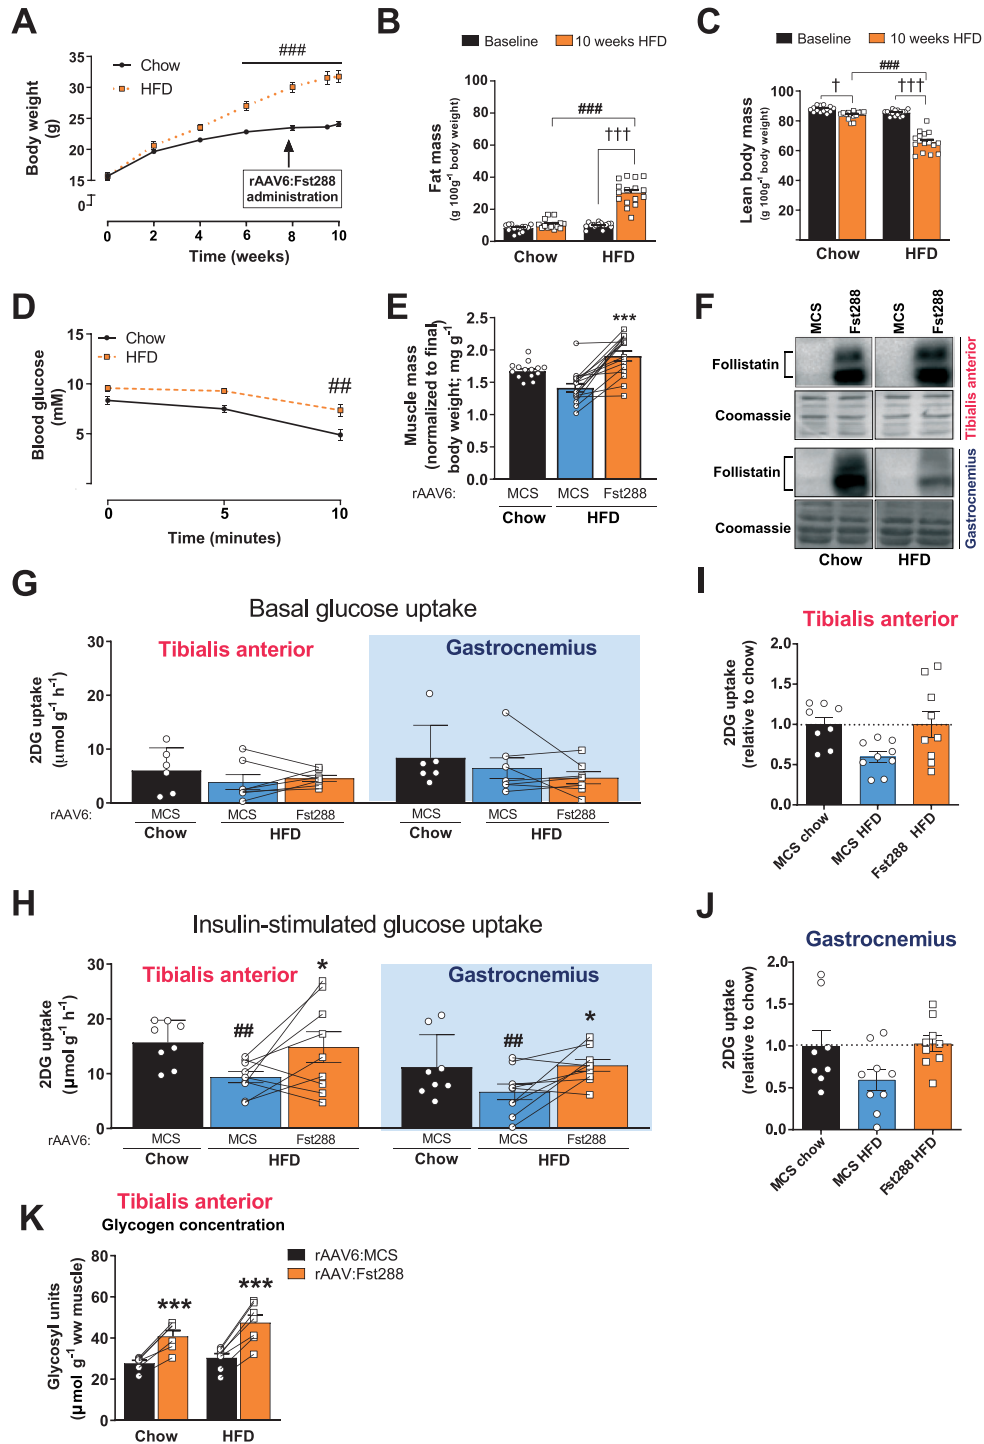 A
###
Chow
HFD
Body weight
(g)
35
30
25
20
15
0
rAAV6:Fst288
administration
0 2 4 6 8 10
Time (weeks)
B
Baseline 10 weeks HFD
Fat mass
(g 100g⁻¹ body weight)
100
80
60
40
20
0
###
†††
Chow HFD
C
Baseline 10 weeks HFD
Lean body mass
(g 100g⁻¹ body weight)
100
80
60
40
20
0
###
† †††
Chow HFD
D
Chow
HFD
Blood glucose
(mM)
15
10
5
##
0 5 10
Time (minutes)
E
Muscle mass
(normalized to final
body weight; mg g⁻¹
2.5
2.0
1.5
1.0
0.5
0.0
***
rAAV6: MCS MCS Fst288
Chow HFD
F
MCS Fst288 MCS Fst288
Follistatin
Coomassie
Tibialis anterior
Follistatin
Coomassie
Gastrocnemius
Chow HFD
G
Basal glucose uptake
Tibialis anterior Gastrocnemius
2DG uptake
(μmol g⁻¹ h⁻¹)
30
20
10
0
rAAV6: MCS MCS Fst288 MCS MCS Fst288
Chow HFD Chow HFD
H
Insulin-stimulated glucose uptake
Tibialis anterior Gastrocnemius
2DG uptake
(μmol g⁻¹ h⁻¹)
30
20
10
0
## * ## *
rAAV6: MCS MCS Fst288 MCS MCS Fst288
Chow HFD Chow HFD
I
Tibialis anterior
2DG uptake
(relative to chow)
2.0
1.5
1.0
0.5
0.0
MCS chow
MCS HFD
Fst288 HFD
J
Gastrocnemius
2DG uptake
(relative to chow)
2.0
1.5
1.0
0.5
0.0
MCS chow
MCS HFD
Fst288 HFD
K
Tibialis anterior
Glycogen concentration
rAAV6:MCS
rAAV:Fst288
Glycosyl units
(μmol g⁻¹ ww muscle)
80
60
40
20
0
*** ***
Chow HFD